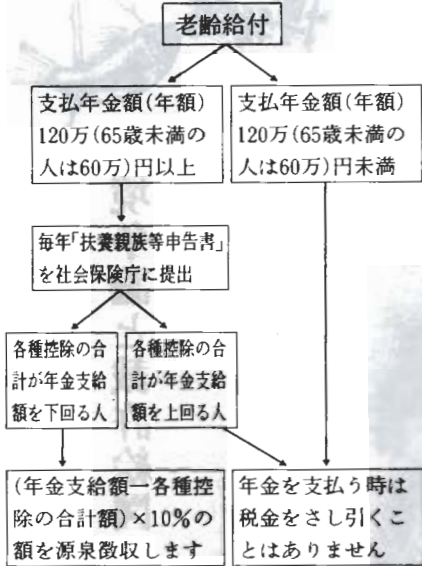 老齢給付
支払年金額(年額)
120万(65歳未満の
人は60万)円以上
支払年金額(年額)
120万(65歳未満の
人は60万)円未満
毎年「扶養親族等申告書」
を社会保険庁に提出
各種控除の合
計が年金支給
額を下回る人
各種控除の合
計が年金支給
額を上回る人
(年金支給額ー各種控
除の合計額)×10%の
額を源泉徴収します
年金を支払う時は
税金をさし引くこ
とはありません